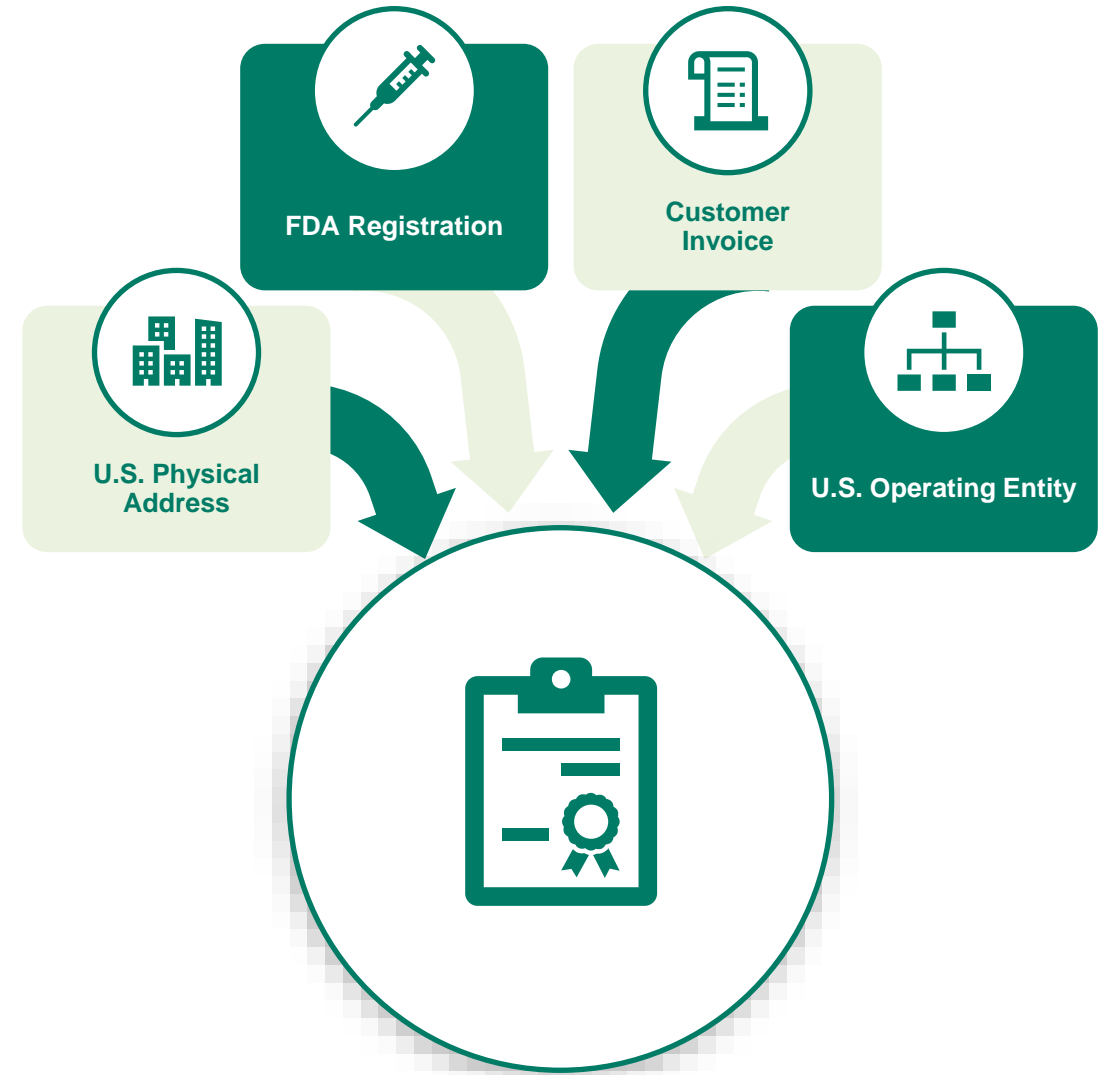 FDA Registration
Customer
Invoice
U.S. Physical
Address
U.S. Operating Entity